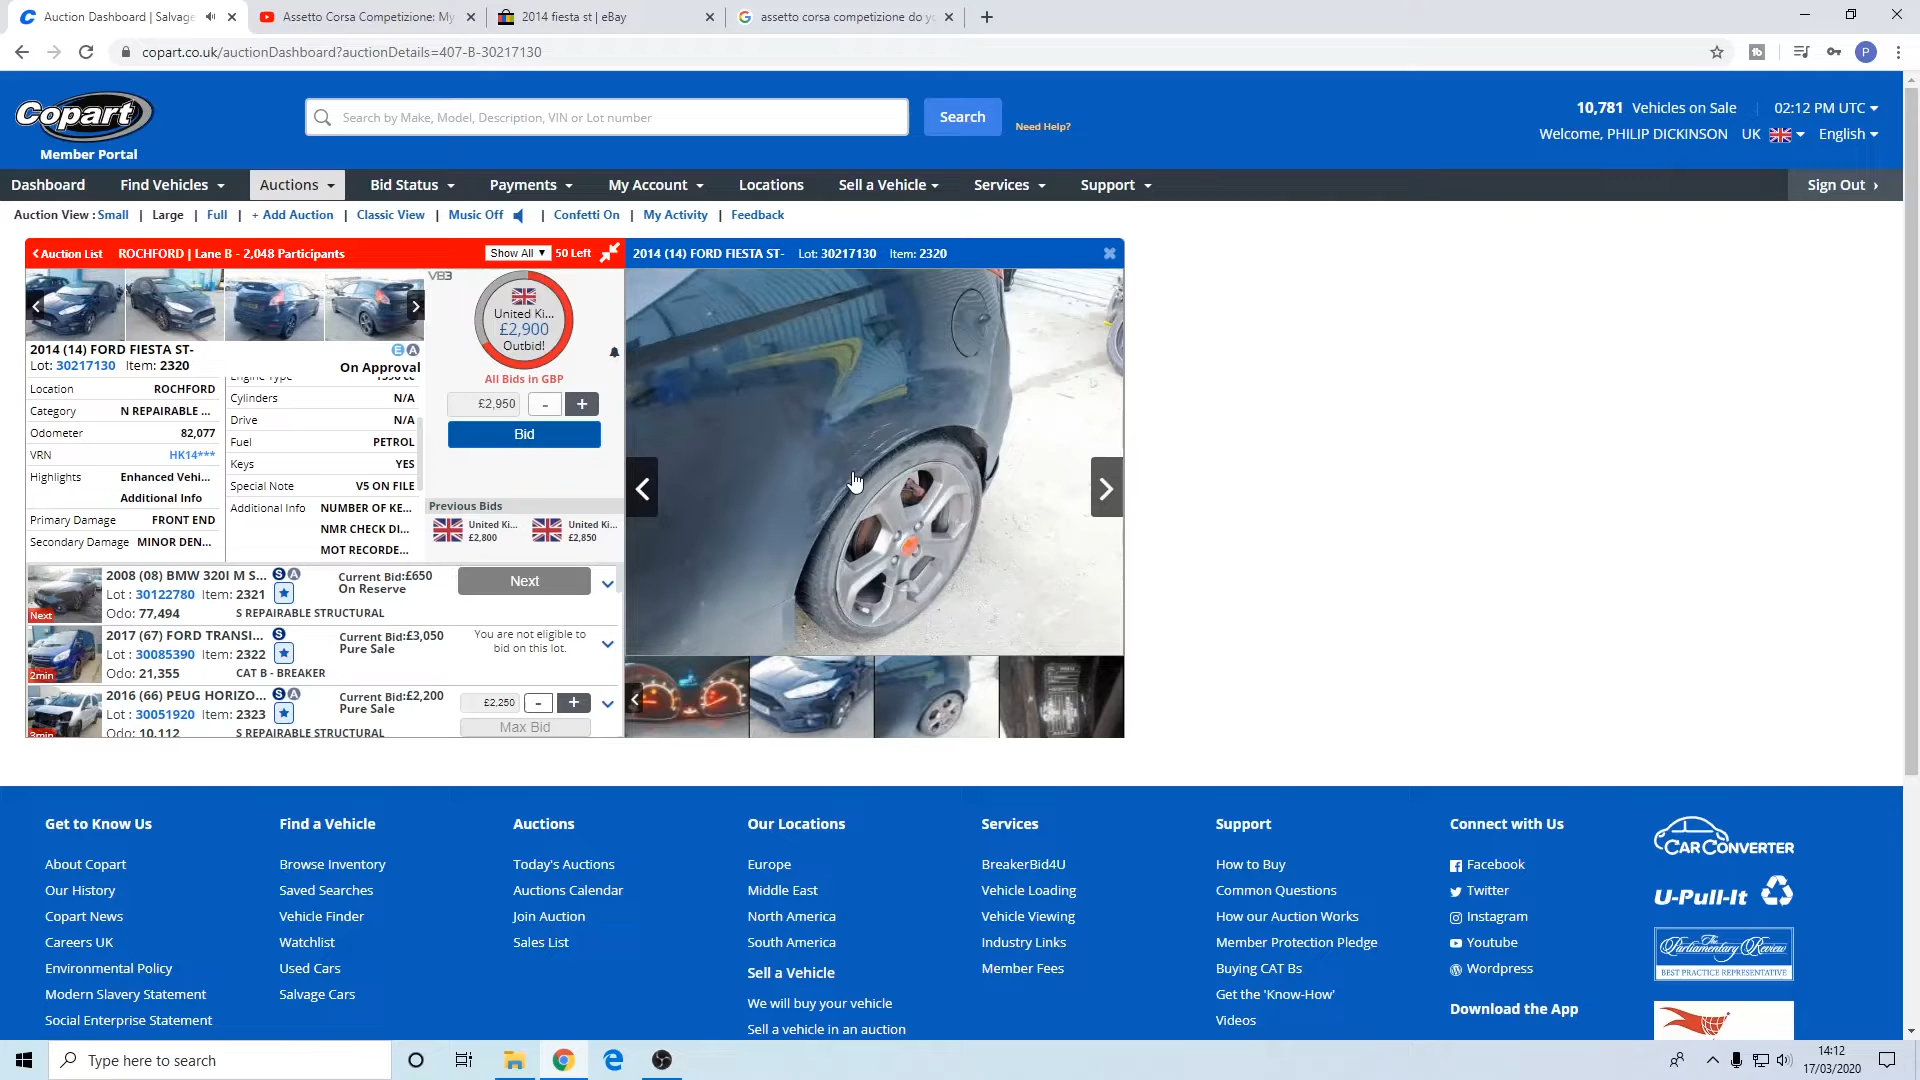 Auction Dashboard | Salvage
Assetto Corsa Competizione: My
2014 fiesta st | eBay
assetto corsa competizione do yo
copart.co.uk/auctionDashboard?auctionDetails=407-B-30217130
P
Copart
Member Portal
Search by Make, Model, Description, VIN or Lot number
Search
Need Help?
10,781 Vehicles on Sale
02:12 PM UTC
Welcome, PHILIP DICKINSON
UK
English
Dashboard
Find Vehicles
Auctions
Bid Status
Payments
My Account
Locations
Sell a Vehicle
Services
Support
Sign Out
Auction View : Small | Large | Full | + Add Auction | Classic View | Music Off | Confetti On | My Activity | Feedback
Auction List
ROCHFORD | Lane B - 2,048 Participants
Show All
50 Left
2014 (14) FORD FIESTA ST-
Lot: 30217130
Item: 2320
VB3
United Ki...
£2,900
Outbid!
All Bids in GBP
£2,950
-
+
Bid
2014 (14) FORD FIESTA ST-
E A
Lot: 30217130 Item: 2320
On Approval
Location ROCHFORD
Category N REPAIRABLE ...
Odometer 82,077
VRN HK14***
Highlights Enhanced Vehi...
Additional Info
Primary Damage FRONT END
Secondary Damage MINOR DEN...
Cylinders N/A
Drive N/A
Fuel PETROL
Keys YES
Special Note V5 ON FILE
Additional Info NUMBER OF KE...
NMR CHECK DI...
MOT RECORDE...
Previous Bids
United Ki...
£2,800
United Ki...
£2,850
2008 (08) BMW 320I M S...
S A
Lot : 30122780 Item: 2321
Odo: 77,494
S REPAIRABLE STRUCTURAL
Current Bid:£650
On Reserve
Next
Next
2017 (67) FORD TRANSI...
S
Lot : 30085390 Item: 2322
Odo: 21,355
CAT B - BREAKER
Current Bid:£3,050
Pure Sale
You are not eligible to
bid on this lot.
2min
2016 (66) PEUG HORIZO...
S A
Lot : 30051920 Item: 2323
Odo: 10,112
S REPAIRABLE STRUCTURAL
Current Bid:£2,200
Pure Sale
£2,250
-
+
Max Bid
3min
Get to Know Us
About Copart
Our History
Copart News
Careers UK
Environmental Policy
Modern Slavery Statement
Social Enterprise Statement
Find a Vehicle
Browse Inventory
Saved Searches
Vehicle Finder
Watchlist
Used Cars
Salvage Cars
Auctions
Today's Auctions
Auctions Calendar
Join Auction
Sales List
Our Locations
Europe
Middle East
North America
South America
Sell a Vehicle
We will buy your vehicle
Sell a vehicle in an auction
Services
BreakerBid4U
Vehicle Loading
Vehicle Viewing
Industry Links
Member Fees
Support
How to Buy
Common Questions
How our Auction Works
Member Protection Pledge
Buying CAT Bs
Get the 'Know-How'
Videos
Connect with Us
Facebook
Twitter
Instagram
Youtube
Wordpress
Download the App
CAR CONVERTER
U-Pull-It
The
Parliamentary Review
BEST PRACTICE REPRESENTATIVE
Type here to search
14:12
17/03/2020